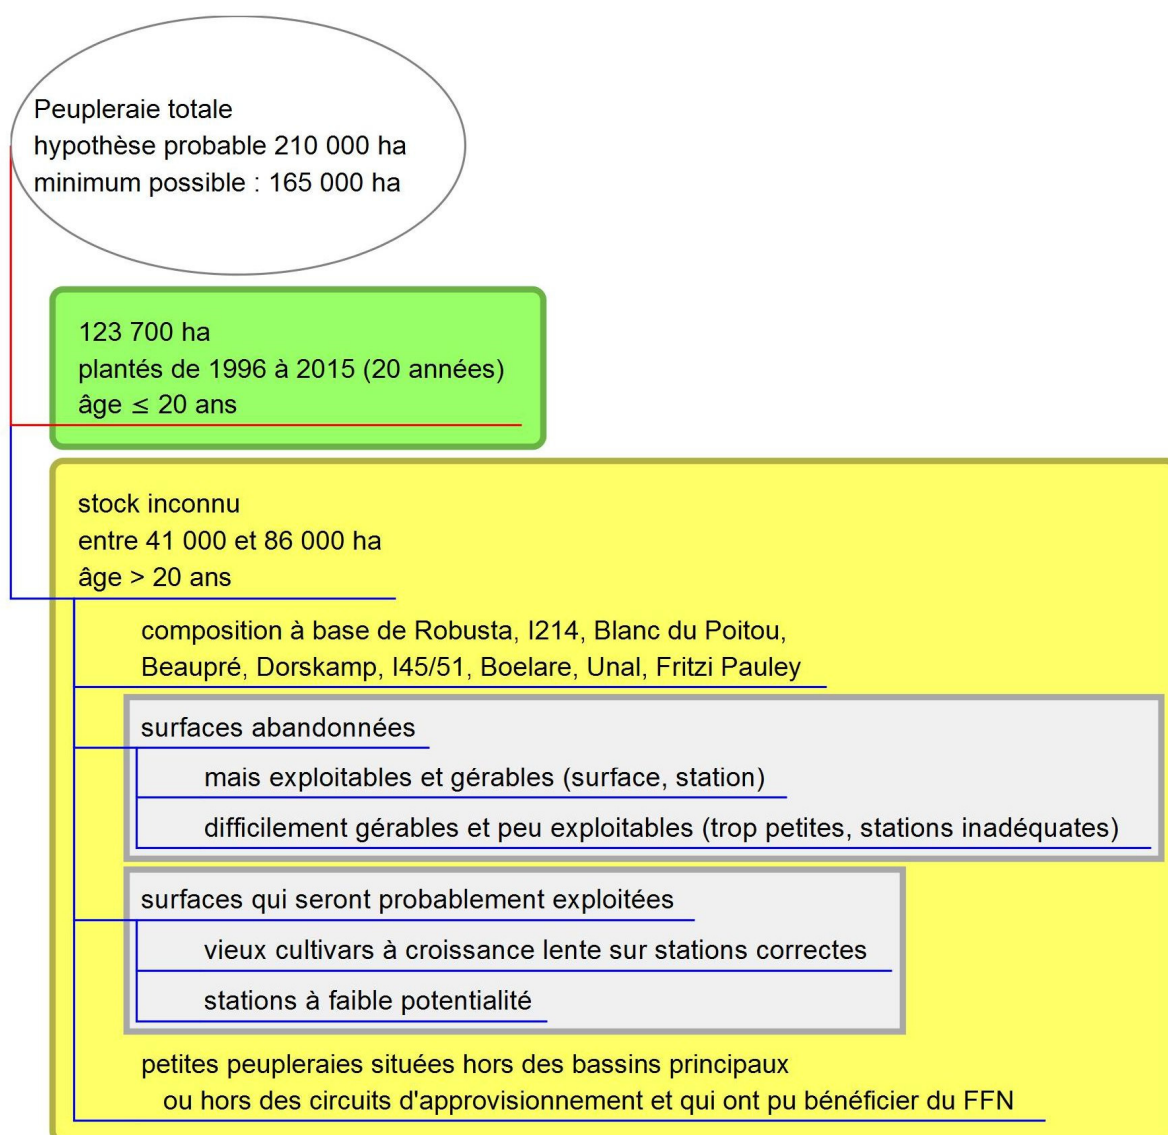 Peupleraie totale
hypothèse probable 210 000 ha
minimum possible : 165 000 ha
123 700 ha
plantés de 1996 à 2015 (20 années)
âge ≤ 20 ans
stock inconnu
entre 41 000 et 86 000 ha
âge > 20 ans
composition à base de Robusta, I214, Blanc du Poitou,
Beaupré, Dorskamp, I45/51, Boelare, Unal, Fritzi Pauley
surfaces abandonnées
mais exploitables et gérables (surface, station)
difficilement gérables et peu exploitables (trop petites, stations inadéquates)
surfaces qui seront probablement exploitées
vieux cultivars à croissance lente sur stations correctes
stations à faible potentialité
petites peupleraies situées hors des bassins principaux
ou hors des circuits d'approvisionnement et qui ont pu bénéficier du FFN